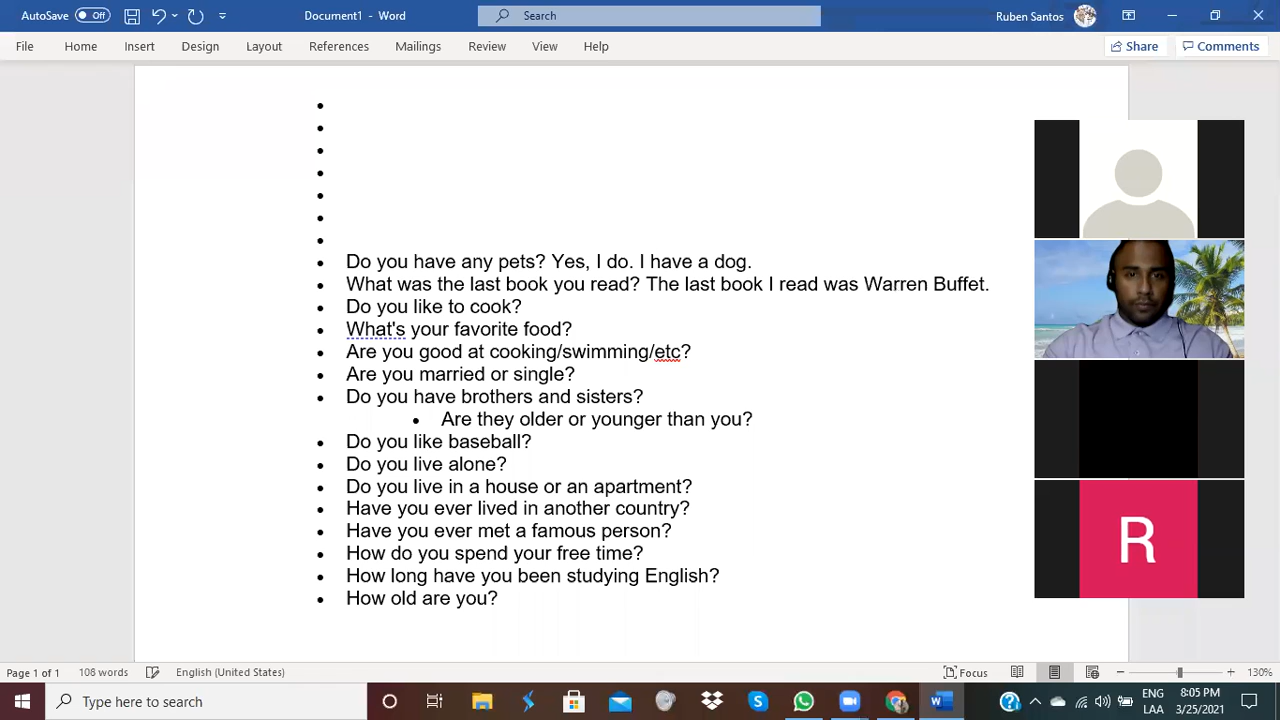 AutoSave Off Document1 - Word Search Ruben Santos
File Home Insert Design Layout References Mailings Review View Help Share Comments
• Do you have any pets? Yes, I do. I have a dog.
• What was the last book you read? The last book I read was Warren Buffet.
• Do you like to cook?
• What's your favorite food?
• Are you good at cooking/swimming/etc?
• Are you married or single?
• Do you have brothers and sisters?
• Are they older or younger than you?
• Do you like baseball?
• Do you live alone?
• Do you live in a house or an apartment?
• Have you ever lived in another country?
• Have you ever met a famous person?
• How do you spend your free time?
• How long have you been studying English?
• How old are you?
R
Page 1 of 1 108 words English (United States) Focus 130%
Type here to search ENG 8:05 PM
LAA 3/25/2021